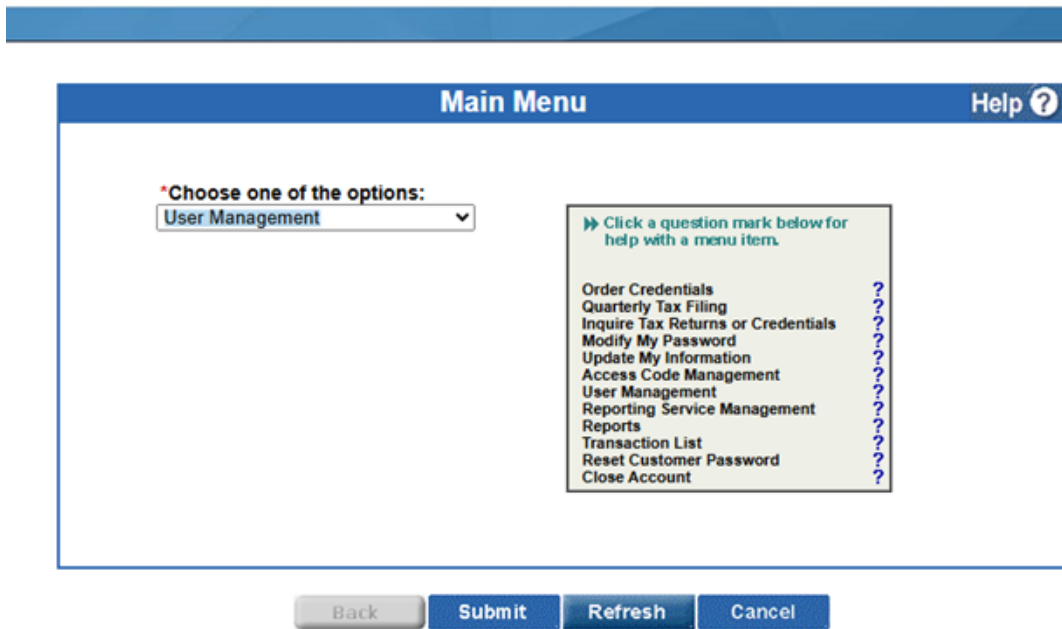 Main Menu
Help ?
*Choose one of the options:
User Management
Click a question mark below for
help with a menu item.
Order Credentials ?
Quarterly Tax Filing ?
Inquire Tax Returns or Credentials ?
Modify My Password ?
Update My Information ?
Access Code Management ?
User Management ?
Reporting Service Management ?
Reports ?
Transaction List ?
Reset Customer Password ?
Close Account ?
Back Submit Refresh Cancel